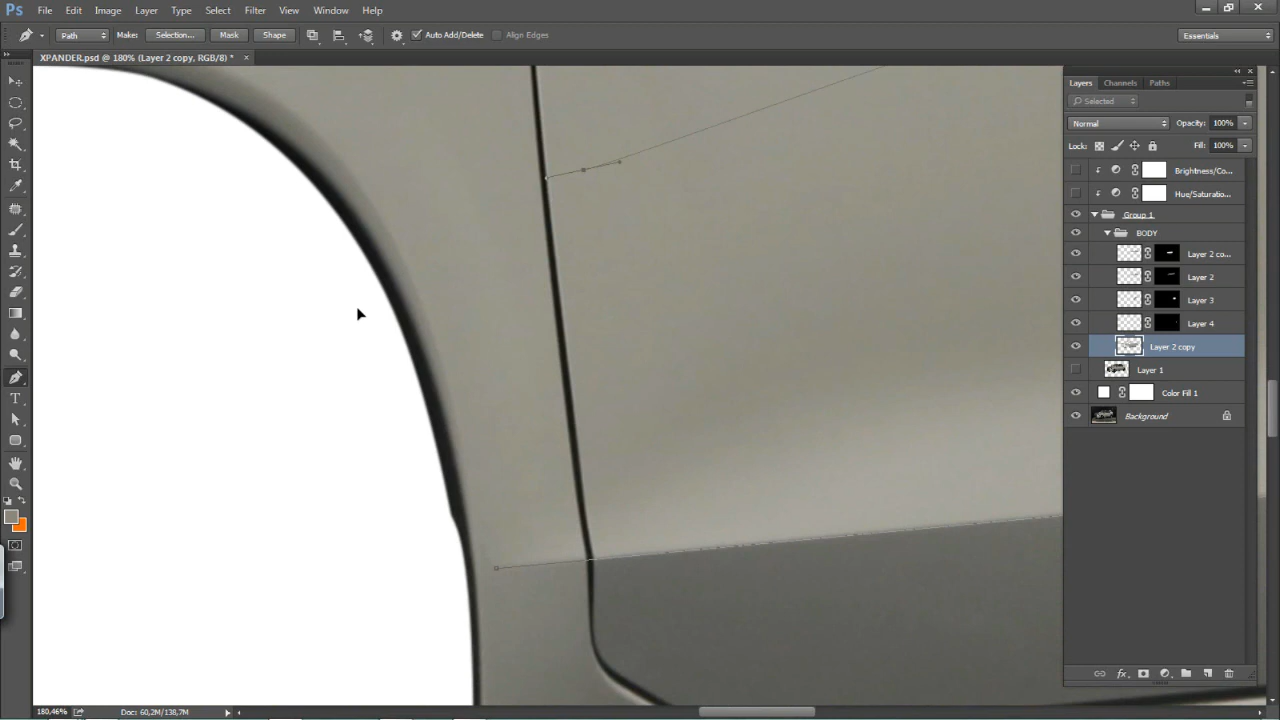 Ps File Edit Image Layer Type Select Filter View Window Help
Path Make: Selection... Mask Shape Auto Add/Delete Align Edges Essentials
XPANDER.psd @ 180% (Layer 2 copy, RGB/8) * ×
Layers Channels Paths
Selected
Normal Opacity: 100%
Lock: Fill: 100%
Brightness/Co...
Hue/Saturatio...
Group 1
BODY
Layer 2 co...
Layer 2
Layer 3
Layer 4
Layer 2 copy
Layer 1
Color Fill 1
Background
T
fx
180,46% Doc: 60,2M/138,7M